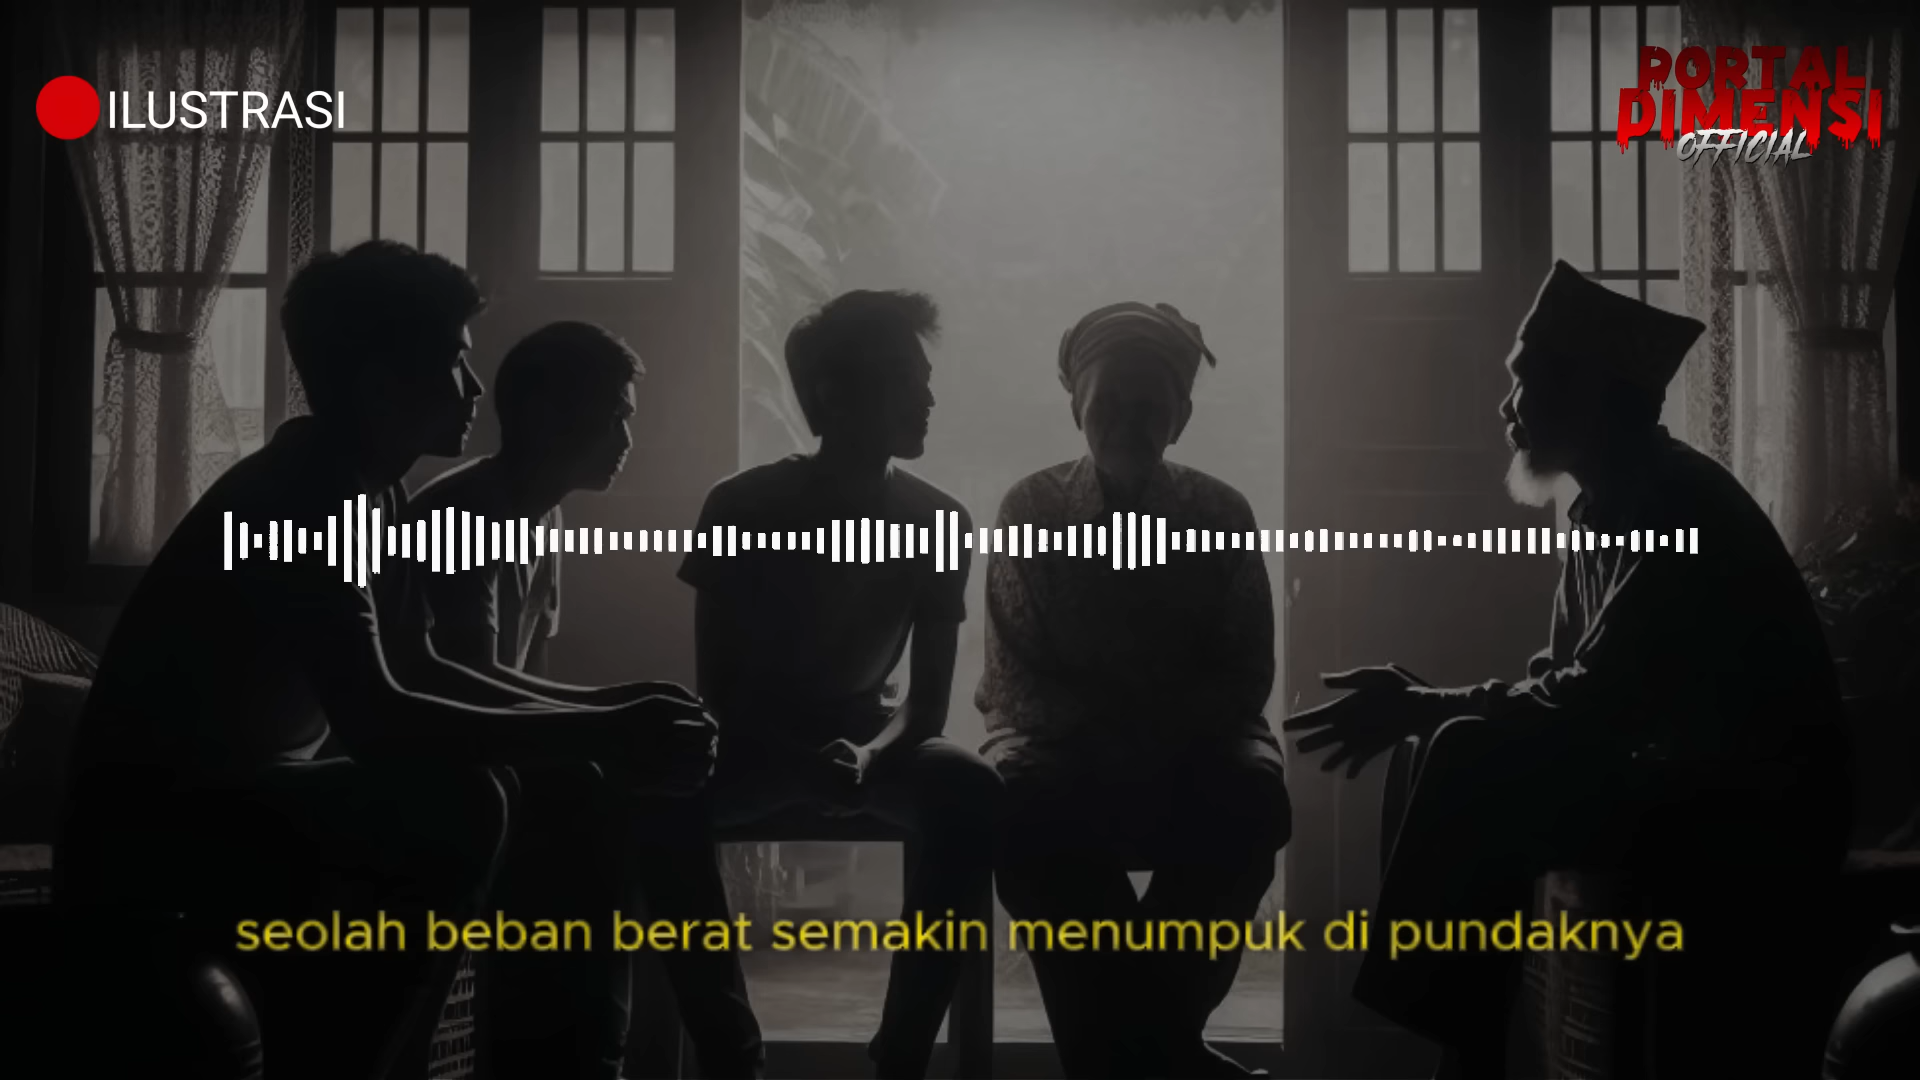 ILUSTRASI
PORTAL
DIMENSI
OFFICIAL
seolah beban berat semakin menumpuk di pundaknya